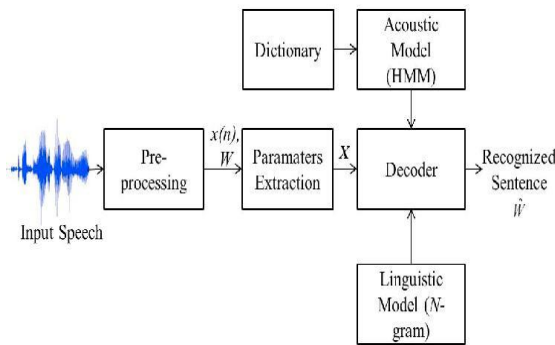 Dictionary
Acoustic
Model
(HMM)
Input Speech
Pre-
processing
x(n),
W
Paramaters
Extraction
X
Decoder
Recognized
Sentence
Ŵ
Linguistic
Model (N-
gram)